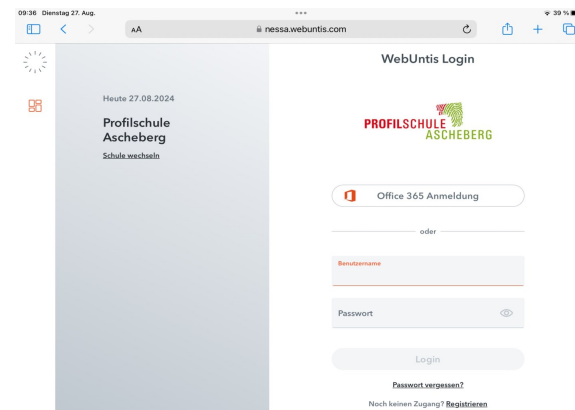 09:36 Dienstag 27. Aug.
39 %
AA
nessa.webuntis.com
WebUntis Login
Heute 27.08.2024
Profilschule
Ascheberg
Schule wechseln
PROFILSCHULE
ASCHEBERG
Office 365 Anmeldung
oder
Benutzername
Passwort
Login
Passwort vergessen?
Noch keinen Zugang? Registrieren